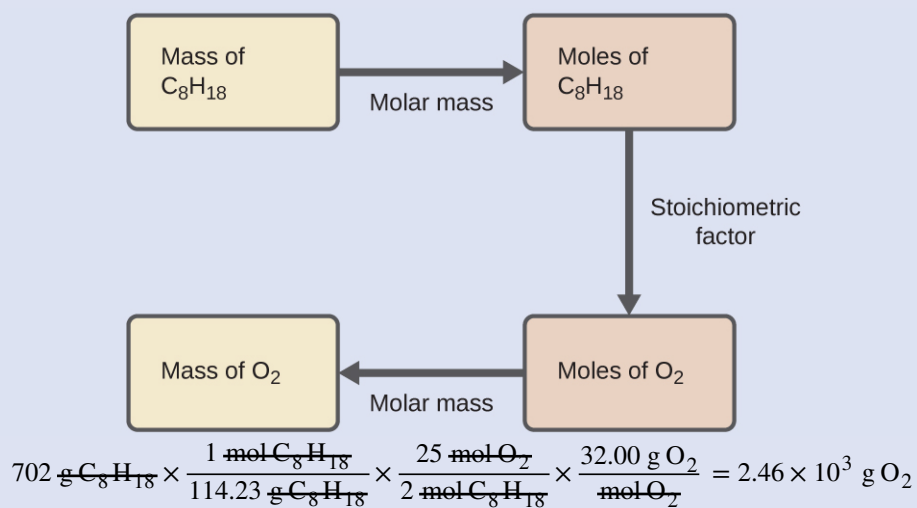 Mass of
C₈H₁₈
Molar mass
Moles of
C₈H₁₈
Stoichiometric
factor
Mass of O₂
Molar mass
Moles of O₂
702 g C₈H₁₈ × 1 mol C₈H₁₈ / 114.23 g C₈H₁₈ × 25 mol O₂ / 2 mol C₈H₁₈ × 32.00 g O₂ / mol O₂ = 2.46 × 10³ g O₂